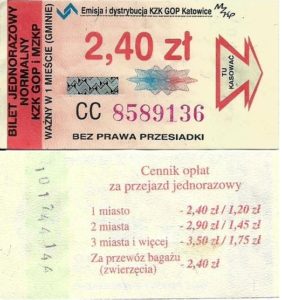 Emisja i dystrybucja KZK GOP Katowice
BILET JEDNORAZOWY
NORMALNY
KZK GOP i MZKP
WAŻNY W 1 MIEŚCIE (GMINIE)
2,40 zł
TU
KASOWAĆ
CC 8589136
BEZ PRAWA PRZESIADKI
Cennik opłat
za przejazd jednorazowy
1 miasto - 2,40 zł / 1,20 zł
2 miasta - 2,90 zł / 1,45 zł
3 miasta i więcej - 3,50 zł / 1,75 zł
Za przewóz bagażu
(zwierzęcia) - 2,40 zł